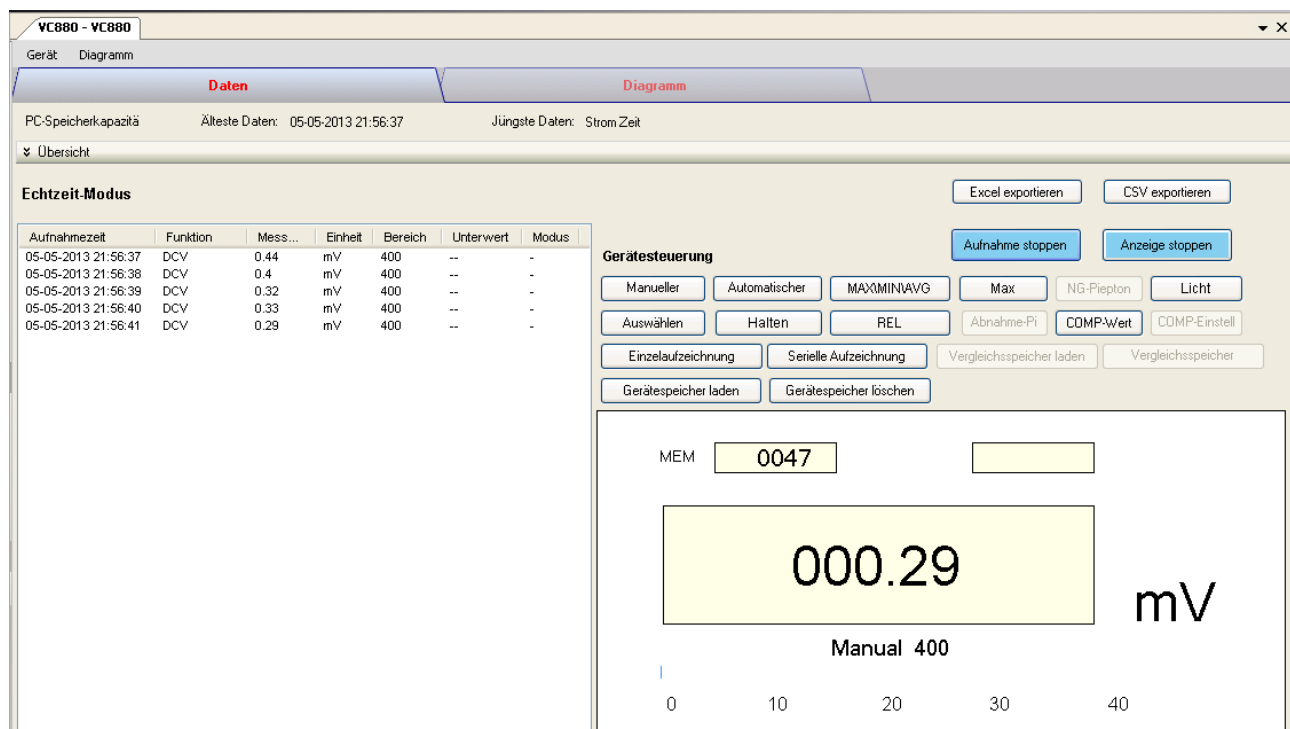 VC880 - VC880
Gerät Diagramm
Daten Diagramm
PC-Speicherkapazitä Älteste Daten: 05-05-2013 21:56:37 Jüngste Daten: Strom Zeit
Übersicht
Echtzeit-Modus
Excel exportieren CSV exportieren
Aufnahmezeit Funktion Mess... Einheit Bereich Unterwert Modus
05-05-2013 21:56:37 DCV 0.44 mV 400 -- -
05-05-2013 21:56:38 DCV 0.4 mV 400 -- -
05-05-2013 21:56:39 DCV 0.32 mV 400 -- -
05-05-2013 21:56:40 DCV 0.33 mV 400 -- -
05-05-2013 21:56:41 DCV 0.29 mV 400 -- -
Aufnahme stoppen Anzeige stoppen
Gerätesteuerung
Manueller Automatischer MAX\MIN\AVG Max NG-Piepton Licht
Auswählen Halten REL Abnahme-Pi COMP-Wert COMP-Einstell
Einzelaufzeichnung Serielle Aufzeichnung Vergleichsspeicher laden Vergleichsspeicher
Gerätespeicher laden Gerätespeicher löschen
MEM 0047
000.29
mV
Manual 400
0 10 20 30 40